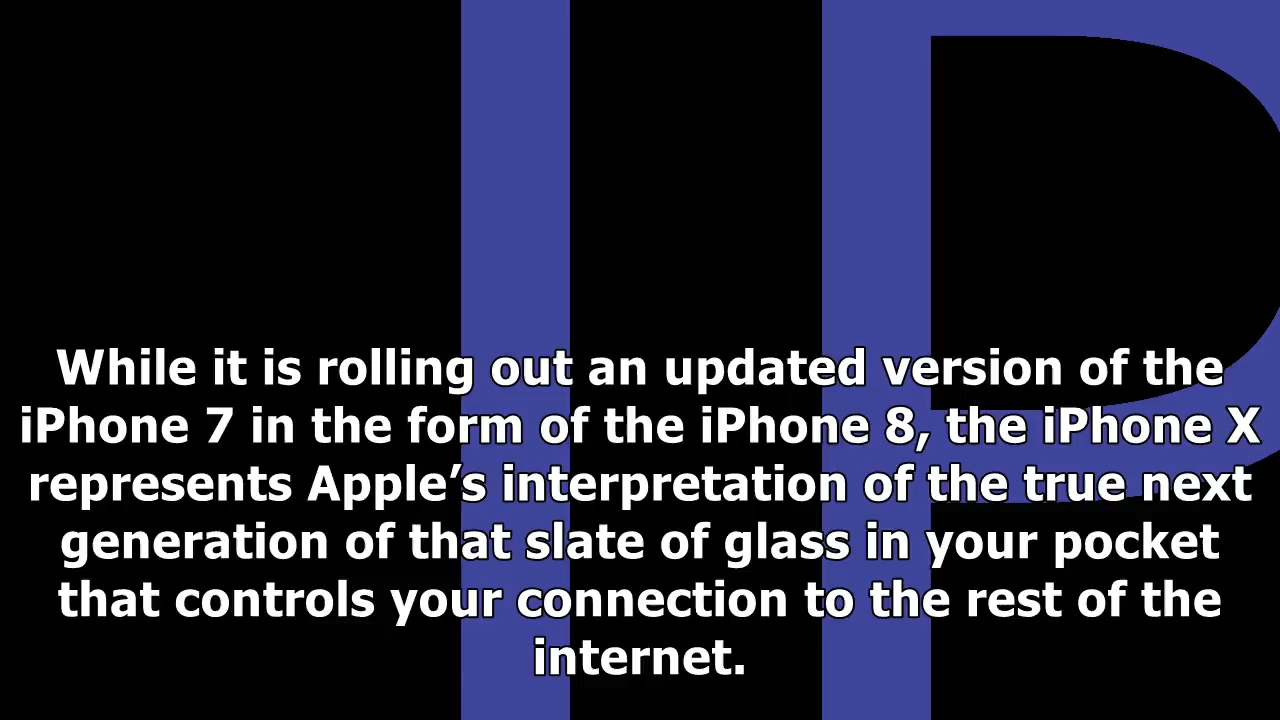 IP
While it is rolling out an updated version of the
iPhone 7 in the form of the iPhone 8, the iPhone X
represents Apple’s interpretation of the true next
generation of that slate of glass in your pocket
that controls your connection to the rest of the
internet.